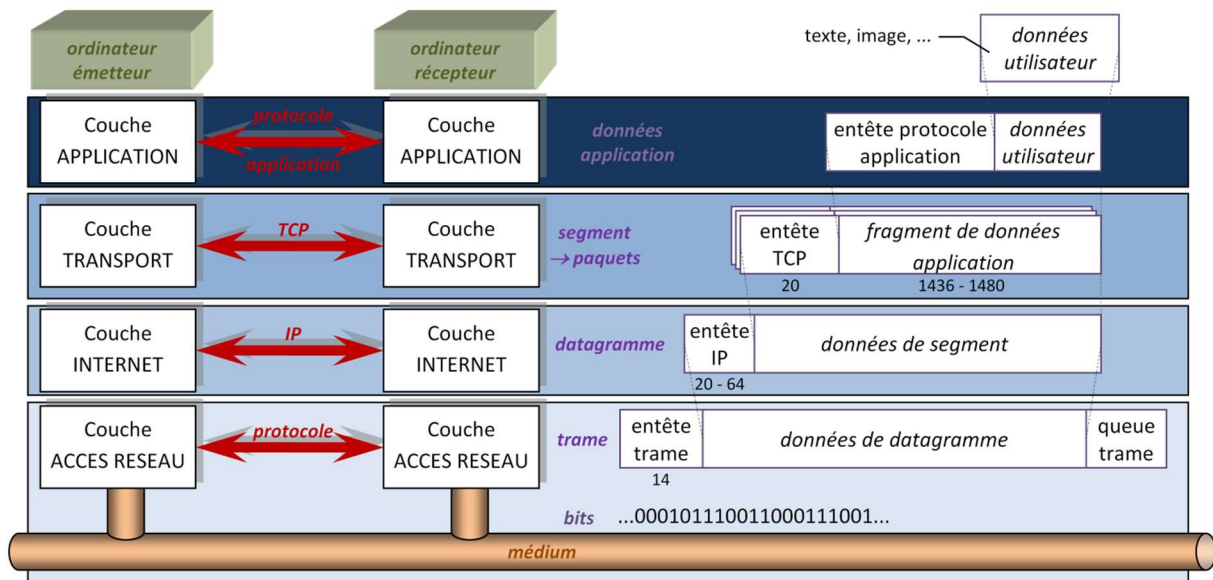 ordinateur
émetteur
ordinateur
récepteur
texte, image, ...
données
utilisateur
Couche
APPLICATION
protocole
application
Couche
APPLICATION
données
application
entête protocole
application
données
utilisateur
Couche
TRANSPORT
TCP
Couche
TRANSPORT
segment
→ paquets
entête
TCP
20
fragment de données
application
1436 - 1480
Couche
INTERNET
IP
Couche
INTERNET
datagramme
entête
IP
20 - 64
données de segment
Couche
ACCES RESEAU
protocole
Couche
ACCES RESEAU
trame
entête
trame
14
données de datagramme
queue
trame
bits
...000101110011000111001...
médium